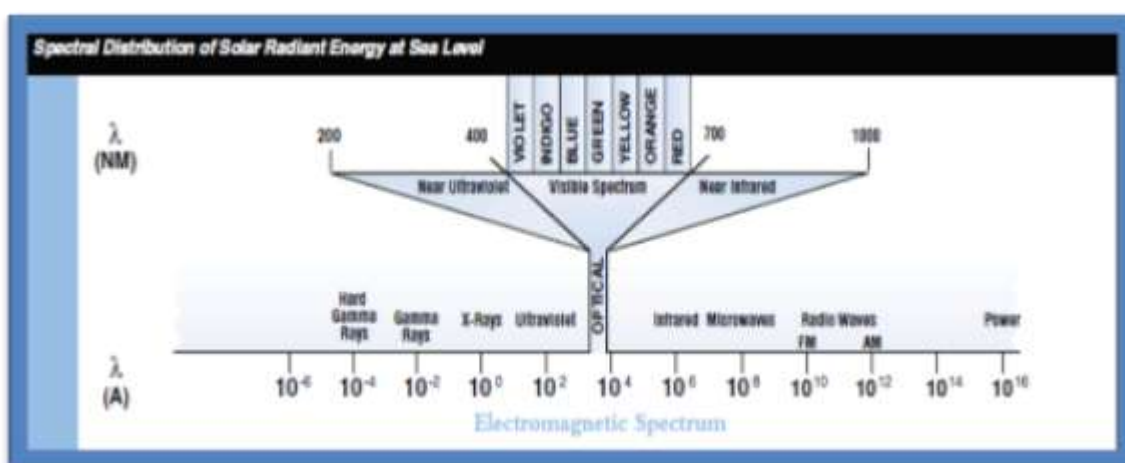 Spectral Distribution of Solar Radiant Energy at Sea Level
λ
(NM)
200
400
VIOLET
INDIGO
BLUE
GREEN
YELLOW
ORANGE
RED
700
1000
Near Ultraviolet
Visible Spectrum
Near Infrared
OPTICAL
Hard
Gamma
Rays
Gamma
Rays
X-Rays
Ultraviolet
Infrared
Microwaves
Radio Waves
FM
AM
Power
λ
(A)
10⁻⁶ 10⁻⁴ 10⁻² 10⁰ 10² 10⁴ 10⁶ 10⁸ 10¹⁰ 10¹² 10¹⁴ 10¹⁶
Electromagnetic Spectrum